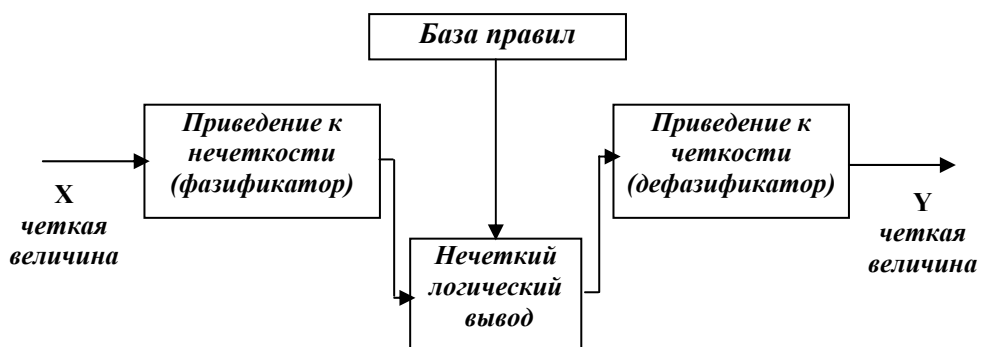 База правил
Приведение к
нечеткости
(фазификатор)
Приведение к
четкости
(дефазификатор)
X
четкая
величина
Y
четкая
величина
Нечеткий
логический
вывод